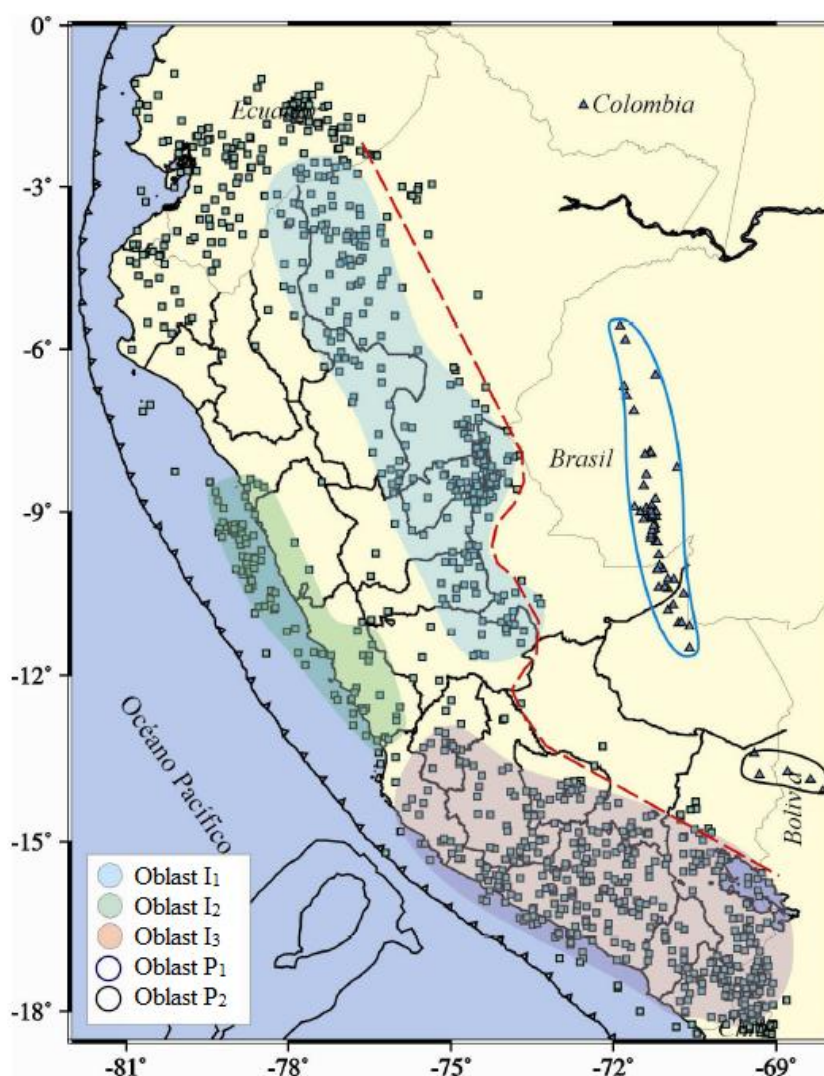 0°
-3°
-6°
-9°
-12°
-15°
-18°
Colombia
Brasil
Océano Pacífico
Bolivia
Oblast I₁
Oblast I₂
Oblast I₃
Oblast P₁
Oblast P₂
-81°
-78°
-75°
-72°
-69°